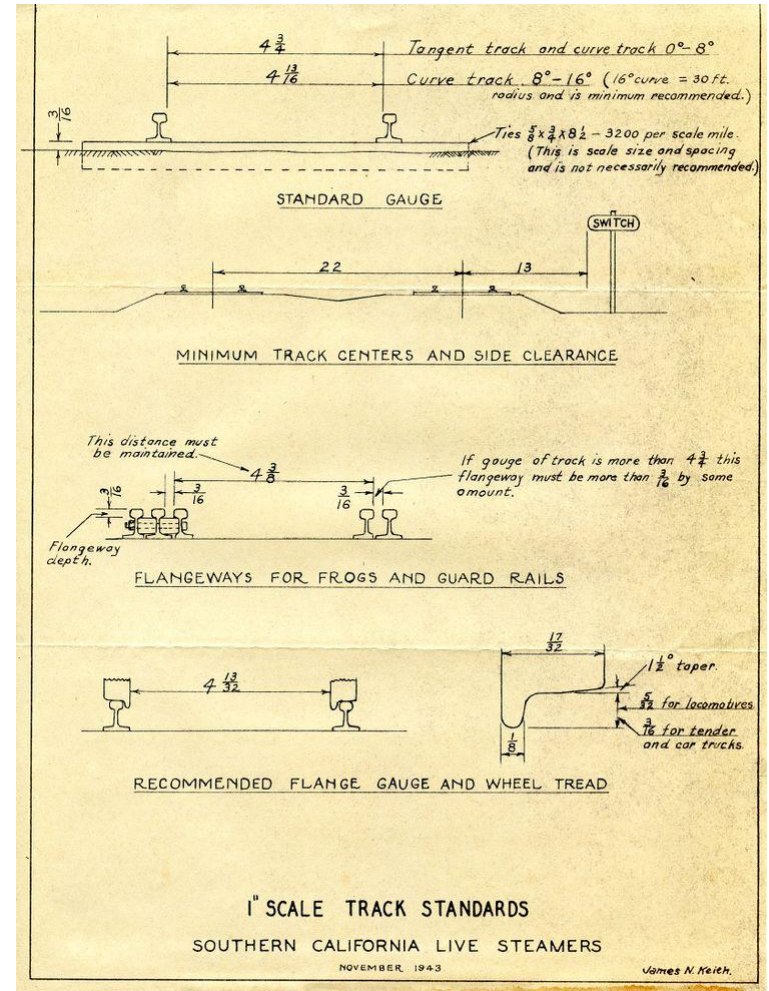 4 3/4 Tangent track and curve track 0°-8°
4 13/16 Curve track 8°-16° (16° curve = 30 ft.
radius and is minimum recommended.)
3/16
Ties 5/8 x 3/4 x 8 1/2 - 3200 per scale mile.
(This is scale size and spacing
and is not necessarily recommended.)
STANDARD GAUGE
SWITCH
22 13
MINIMUM TRACK CENTERS AND SIDE CLEARANCE
This distance must
be maintained.
4 3/8
If gauge of track is more than 4 3/4 this
flangeway must be more than 3/16 by same
amount.
3/16 3/16 3/16
Flangeway
depth.
FLANGEWAYS FOR FROGS AND GUARD RAILS
17/32
4 13/32
1 1/2° taper.
5/32 for locomotives
3/16 for tender
and car trucks.
1/8
RECOMMENDED FLANGE GAUGE AND WHEEL TREAD
1" SCALE TRACK STANDARDS
SOUTHERN CALIFORNIA LIVE STEAMERS
NOVEMBER 1943
James N. Keith.